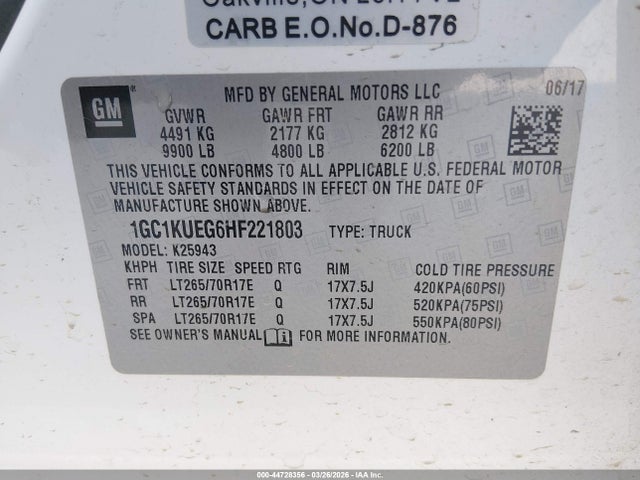 CARB E.O.No.D-876
GM
MFD BY GENERAL MOTORS LLC 06/17
GVWR GAWR FRT GAWR RR
4491 KG 2177 KG 2812 KG
9900 LB 4800 LB 6200 LB
THIS VEHICLE CONFORMS TO ALL APPLICABLE U.S. FEDERAL MOTOR
VEHICLE SAFETY STANDARDS IN EFFECT ON THE DATE OF
MANUFACTURE SHOWN ABOVE.
1GC1KUEG6HF221803 TYPE: TRUCK
MODEL: K25943
KHPH TIRE SIZE SPEED RTG RIM COLD TIRE PRESSURE
FRT LT265/70R17E Q 17X7.5J 420KPA(60PSI)
RR LT265/70R17E Q 17X7.5J 520KPA(75PSI)
SPA LT265/70R17E Q 17X7.5J 550KPA(80PSI)
SEE OWNER'S MANUAL FOR MORE INFORMATION.
000-44728356 | 03/26/2026 | IAAI.COM